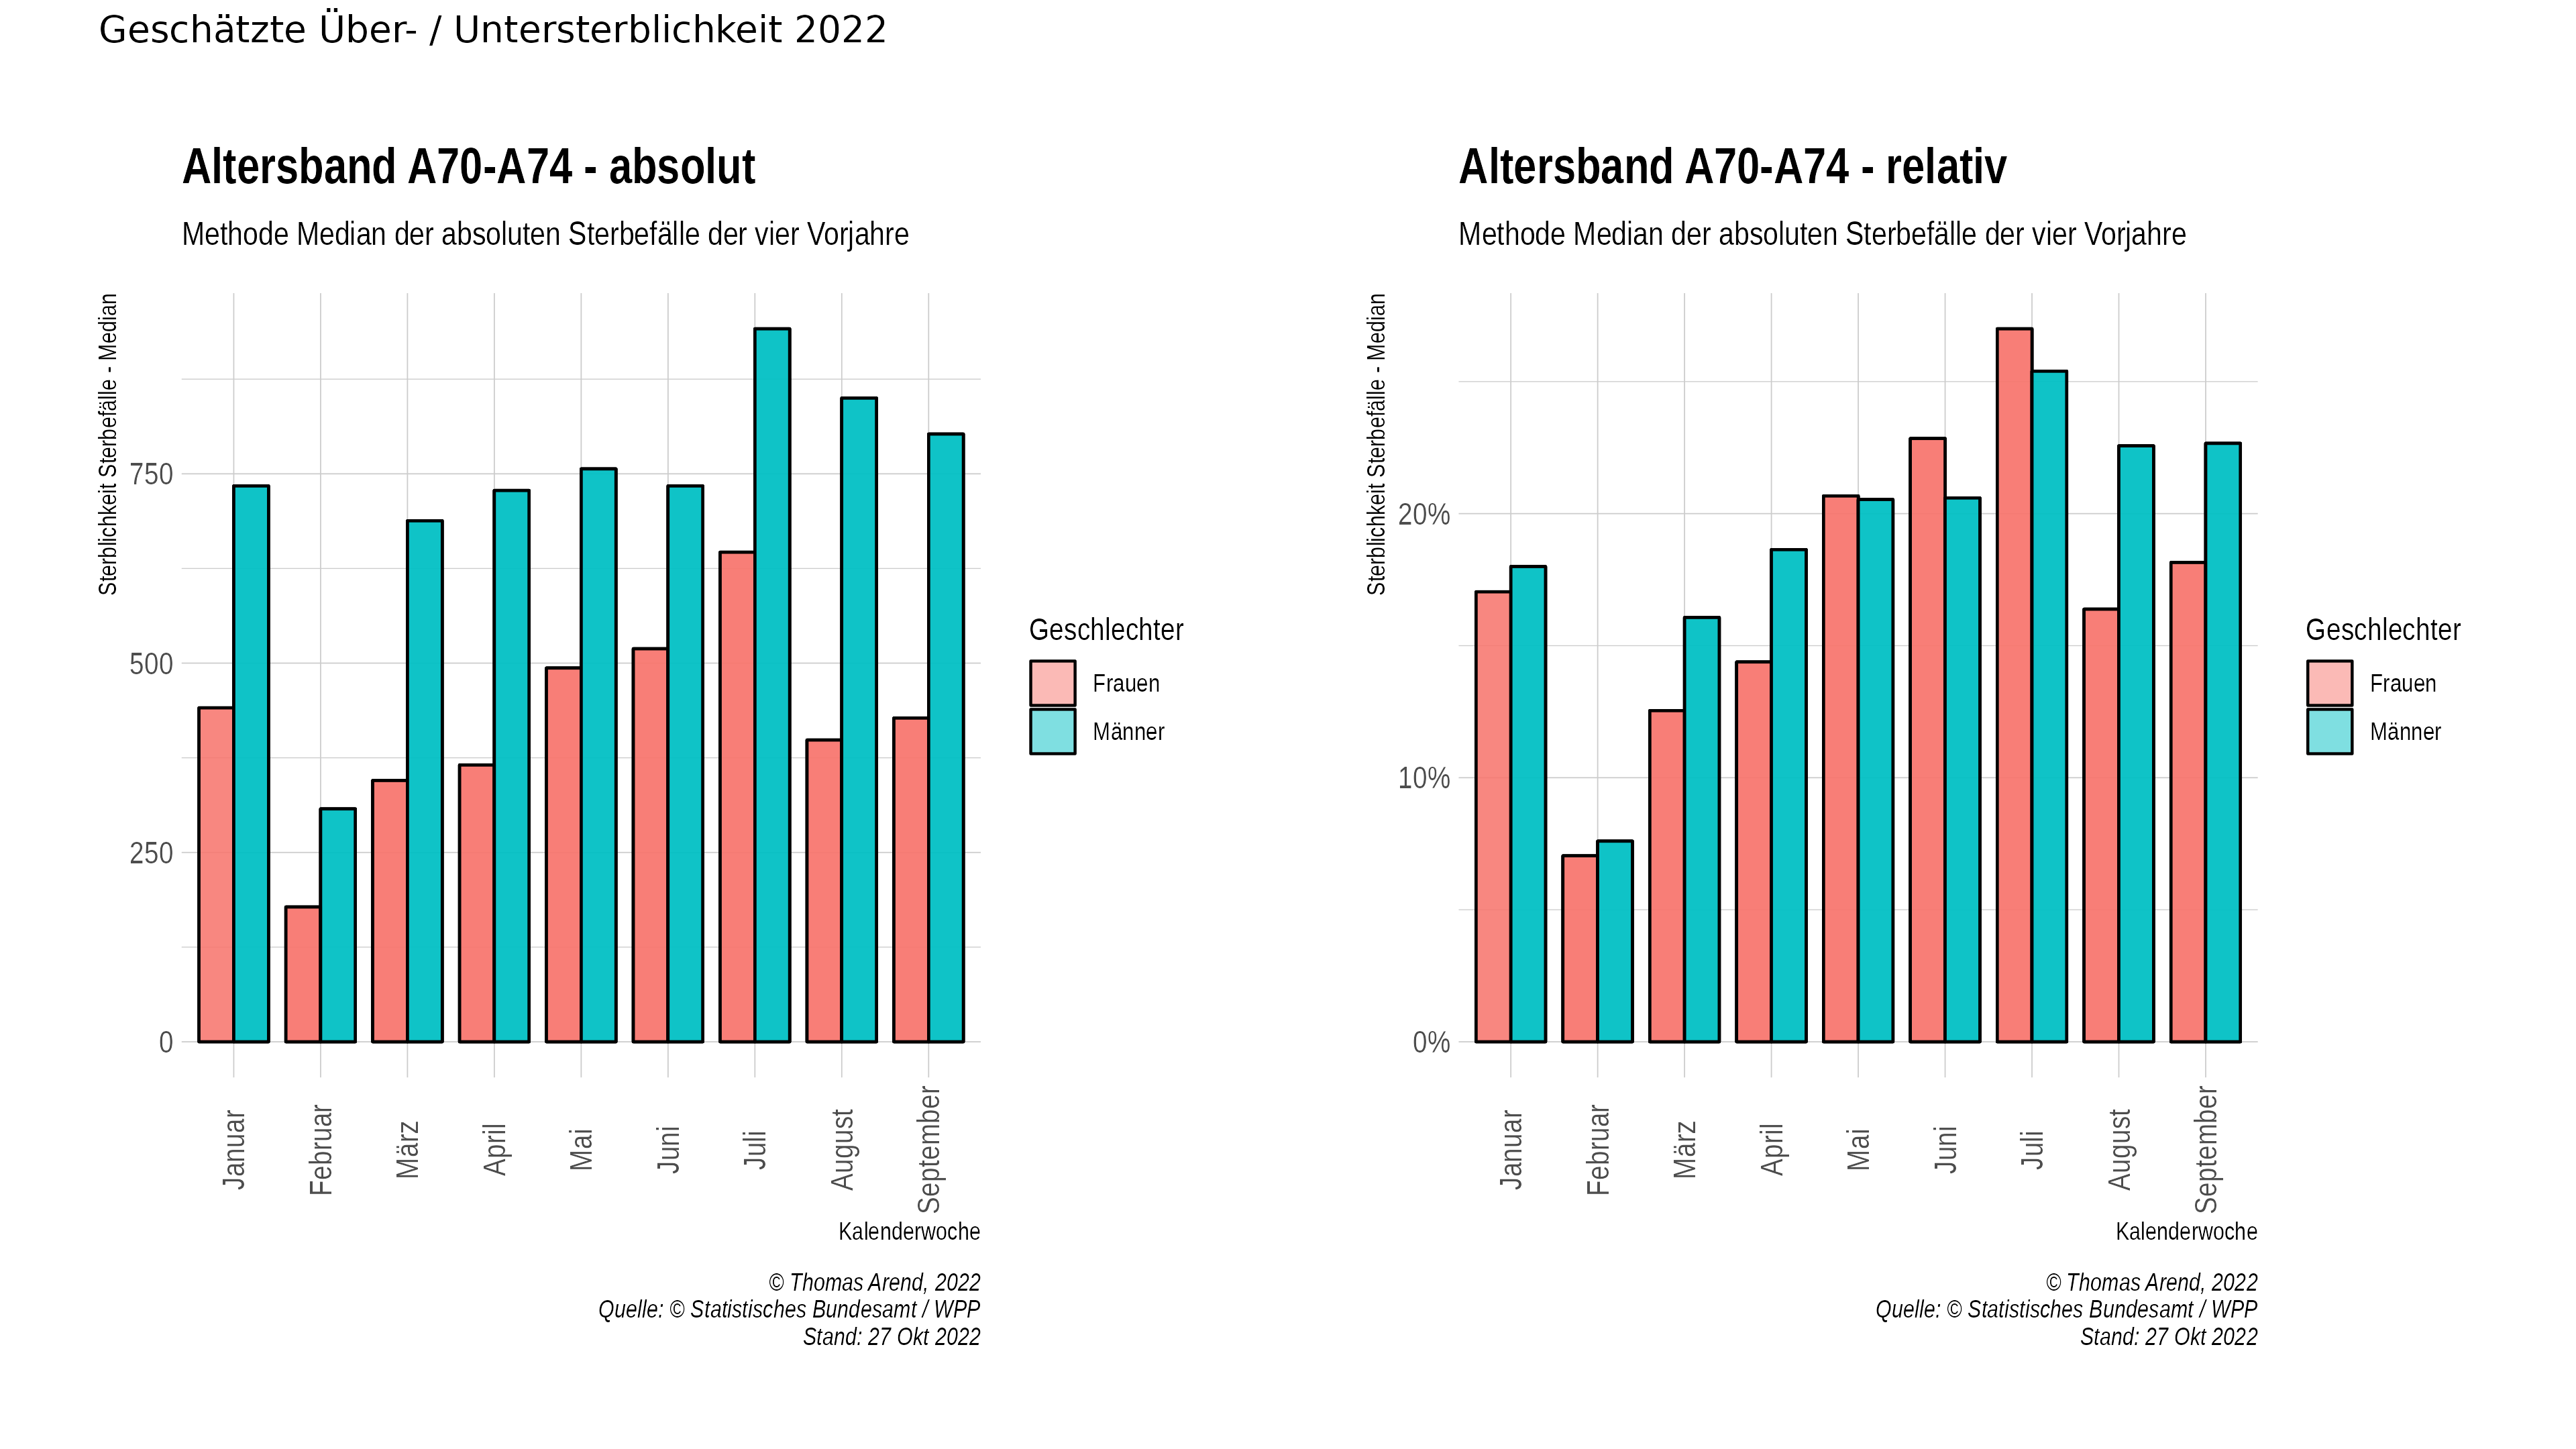 Geschätzte Über- / Untersterblichkeit 2022
Altersband A70-A74 - absolut
Methode Median der absoluten Sterbefälle der vier Vorjahre
Sterblichkeit Sterbefälle - Median
750
500
250
0
Januar
Februar
März
April
Mai
Juni
Juli
August
September
Kalenderwoche
Geschlechter
Frauen
Männer
© Thomas Arend, 2022
Quelle: © Statistisches Bundesamt / WPP
Stand: 27 Okt 2022
Altersband A70-A74 - relativ
Methode Median der absoluten Sterbefälle der vier Vorjahre
Sterblichkeit Sterbefälle - Median
20%
10%
0%
Januar
Februar
März
April
Mai
Juni
Juli
August
September
Kalenderwoche
Geschlechter
Frauen
Männer
© Thomas Arend, 2022
Quelle: © Statistisches Bundesamt / WPP
Stand: 27 Okt 2022